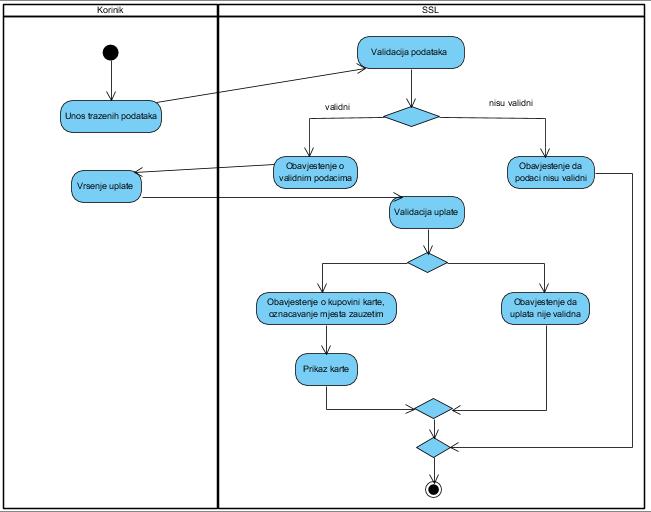 Korinik
SSL
Validacija podataka
Unos trazenih podataka
validni
nisu validni
Obavjestenje o
validnim podacima
Obavjestenje da
podaci nisu validni
Vrsenje uplate
Validacija uplate
Obavjestenje o kupovini karte,
oznacavanje mjesta zauzetim
Obavjestenje da
uplata nije validna
Prikaz karte